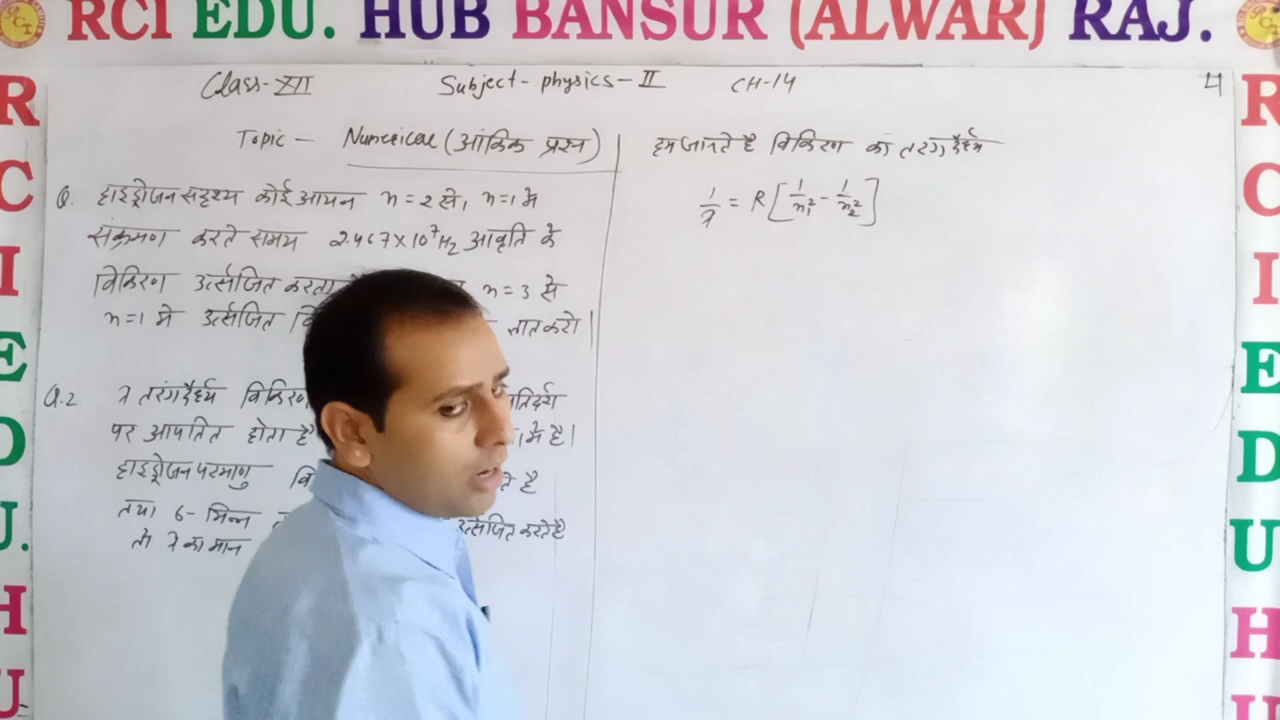 RCI EDU. HUB BANSUR (ALWAR) RAJ.
Class-XII Subject- physics-II CH-14 4
Topic - Numerical (आंकिक प्रश्न)
Q. हाइड्रोजन सदृश्य कोई आयन n=2 से, n=1 मे
संक्रमण करते समय 2.467×10⁷Hz आवृति के
विकिरण उत्सर्जित करता n=3 से
n=1 मे उत्सर्जित ज्ञात करो।
Q.2 λ तरंगदैर्ध्य विकिरण
पर आपतित होता है मे है।
हाइड्रोजन परमाणु है
तथा 6-भिन्न उत्सर्जित करते है
तो λ का मान
हम जानते है विकिरण की तरंगदैर्ध्य
1/λ = R[1/n₁² - 1/n₂²]
R
C
I
E
D
U.
H
U
R
C
I
E
D
U
H
U